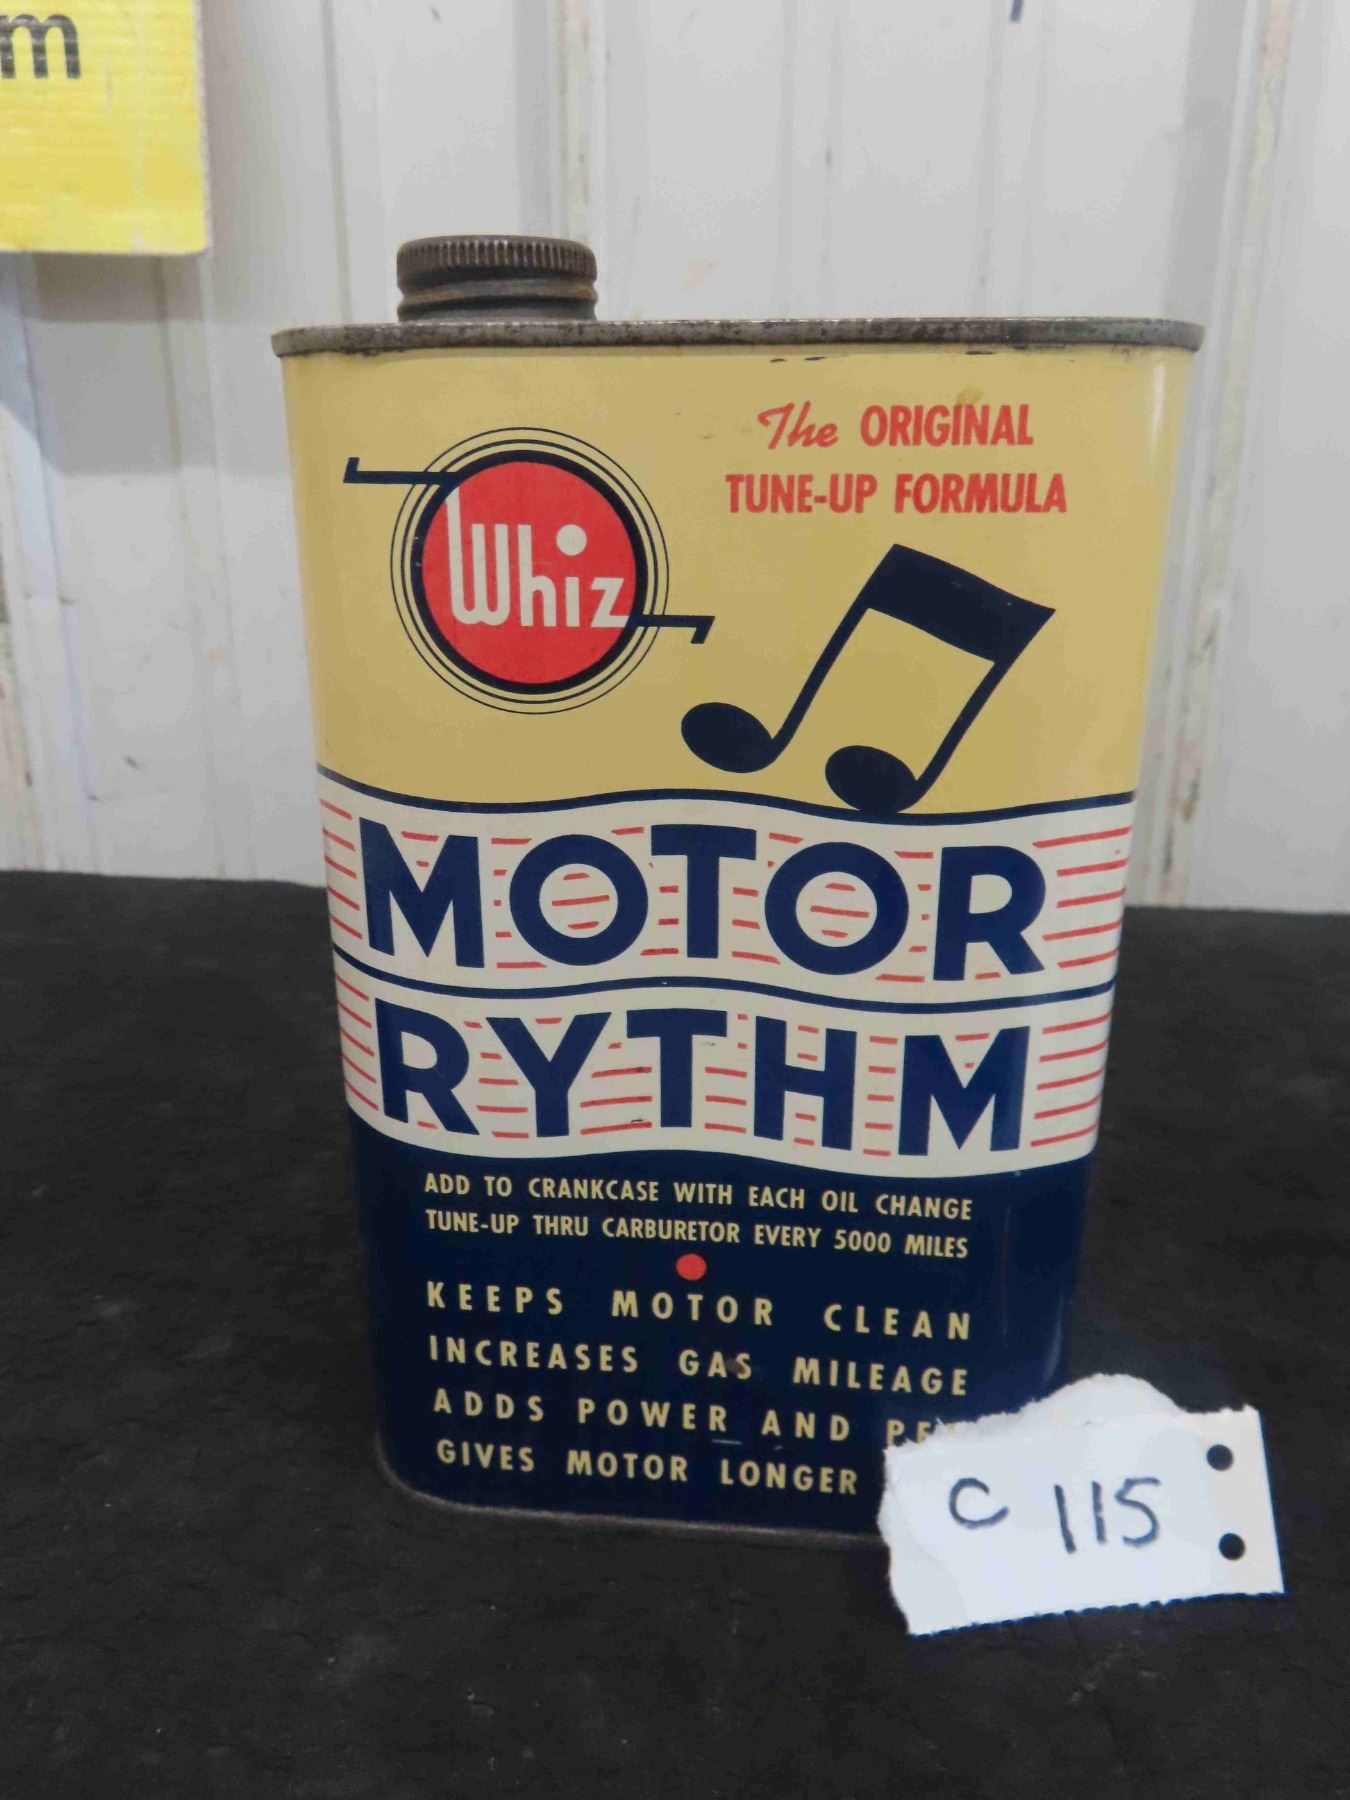 m
The ORIGINAL
TUNE-UP FORMULA
Whiz
MOTOR
RYTHM
ADD TO CRANKCASE WITH EACH OIL CHANGE
TUNE-UP THRU CARBURETOR EVERY 5000 MILES
KEEPS MOTOR CLEAN
INCREASES GAS MILEAGE
ADDS POWER AND
GIVES MOTOR LONGER
C 115